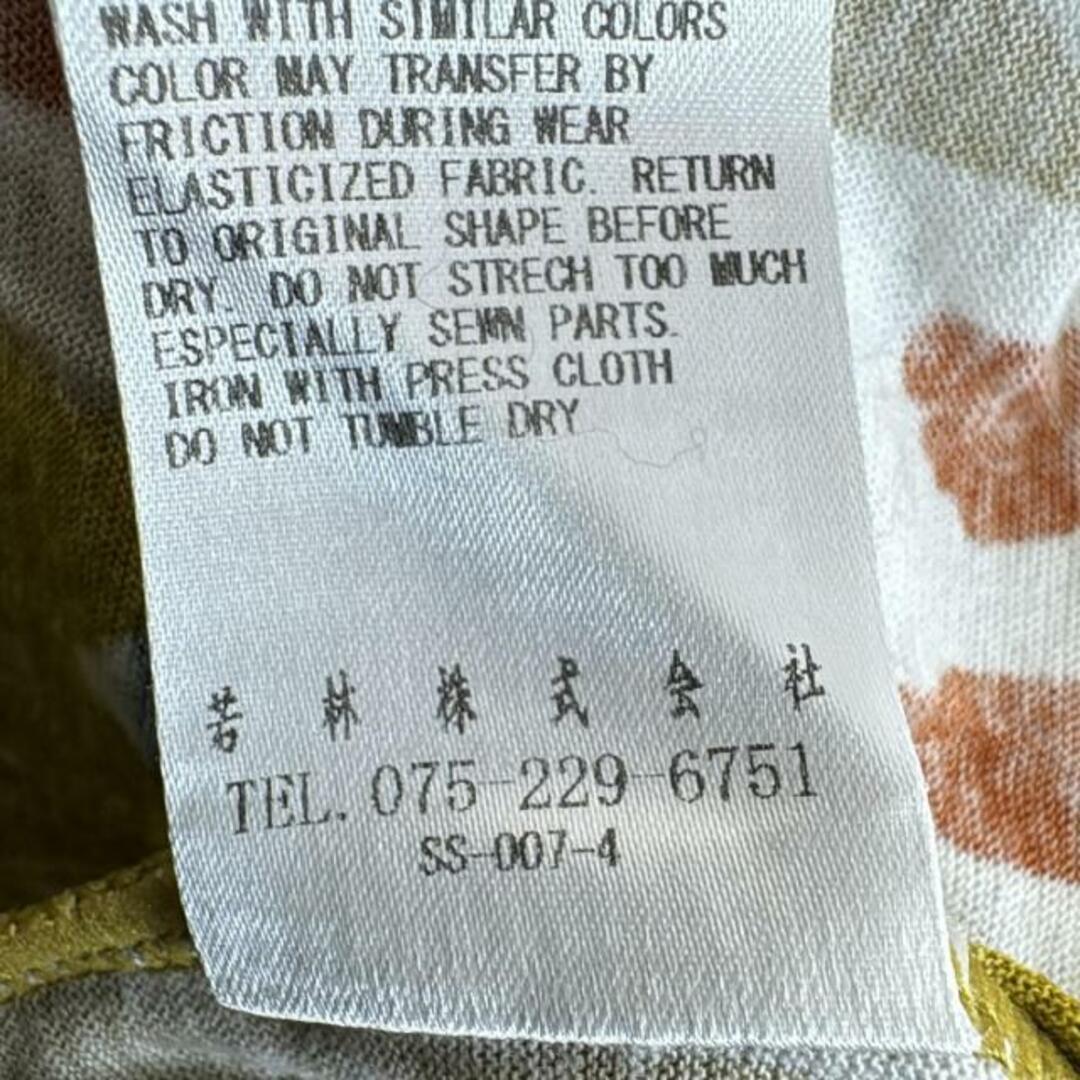 WASH WITH SIMILAR COLORS
COLOR MAY TRANSFER BY
FRICTION DURING WEAR
ELASTICIZED FABRIC. RETURN
TO ORIGINAL SHAPE BEFORE
DRY. DO NOT STRECH TOO MUCH
ESPECIALLY SEWN PARTS.
IRON WITH PRESS CLOTH
DO NOT TUMBLE DRY
若林株式会社
TEL. 075-229-6751
SS-007-4